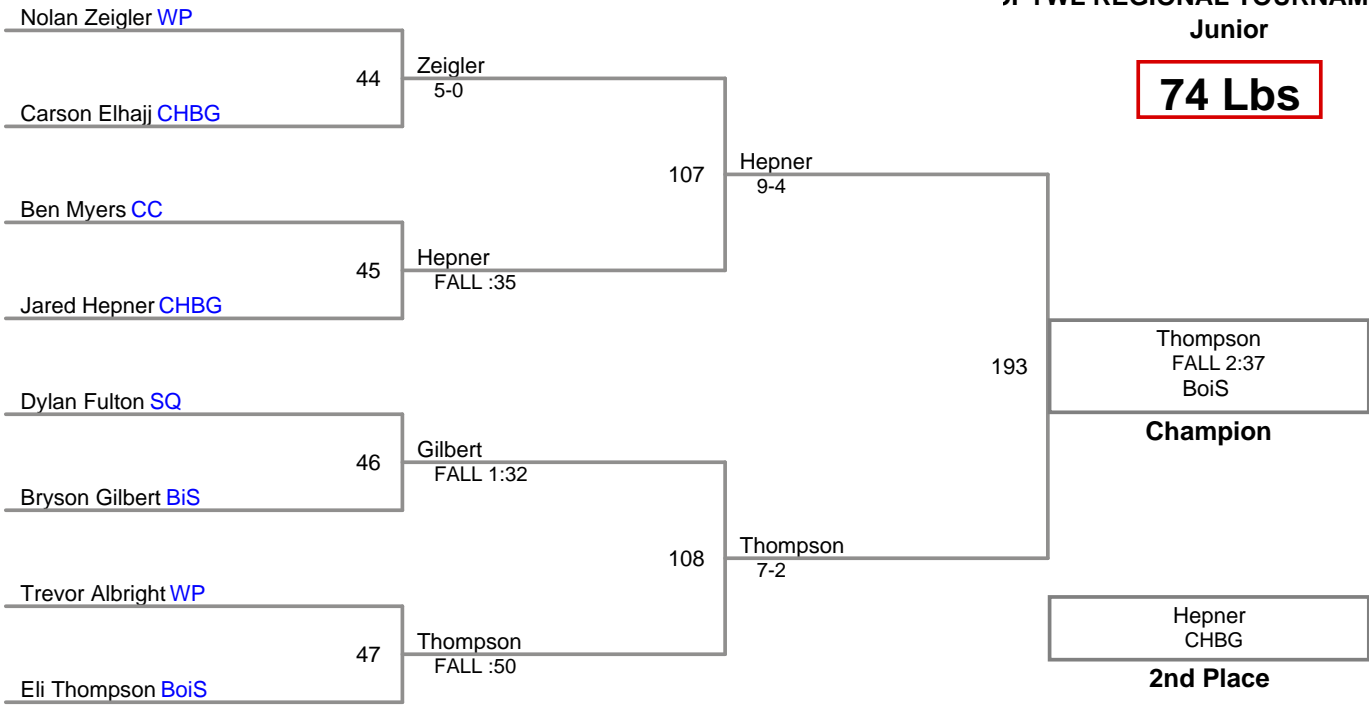 TWL REGIONAL
Junior
74 Lbs
Nolan Zeigler WP
44
Zeigler
5-0
Carson Elhajj CHBG
107
Hepner
9-4
Ben Myers CC
45
Hepner
FALL :35
Jared Hepner CHBG
193
Thompson
FALL 2:37
BoiS
Champion
Dylan Fulton SQ
46
Gilbert
FALL 1:32
Bryson Gilbert BiS
108
Thompson
7-2
Trevor Albright WP
47
Thompson
FALL :50
Eli Thompson BoiS
Hepner
CHBG
2nd Place